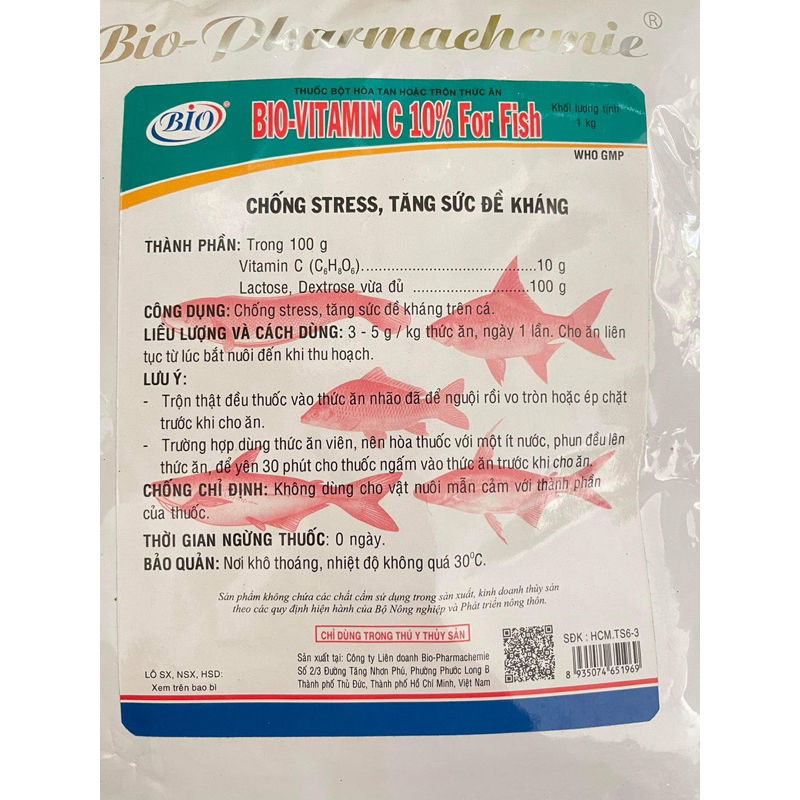 Bio-Pharmachemie®
THUỐC BỘT HÒA TAN HOẶC TRỘN THỨC ĂN
BIO® BIO-VITAMIN C 10% For Fish
Khối lượng tịnh
1 kg
WHO GMP
CHỐNG STRESS, TĂNG SỨC ĐỀ KHÁNG
THÀNH PHẦN: Trong 100 g
Vitamin C (C₆H₈O₆)..............................10 g
Lactose, Dextrose vừa đủ ....................100 g
CÔNG DỤNG: Chống stress, tăng sức đề kháng trên cá.
LIỀU LƯỢNG VÀ CÁCH DÙNG: 3 - 5 g / kg thức ăn, ngày 1 lần. Cho ăn liên
tục từ lúc bắt nuôi đến khi thu hoạch.
LƯU Ý:
- Trộn thật đều thuốc vào thức ăn nhão đã để nguội rồi vo tròn hoặc ép chặt
trước khi cho ăn.
- Trường hợp dùng thức ăn viên, nên hòa thuốc với một ít nước, phun đều lên
thức ăn, để yên 30 phút cho thuốc ngấm vào thức ăn trước khi cho ăn.
CHỐNG CHỈ ĐỊNH: Không dùng cho vật nuôi mẫn cảm với thành phần
của thuốc.
THỜI GIAN NGỪNG THUỐC: 0 ngày.
BẢO QUẢN: Nơi khô thoáng, nhiệt độ không quá 30⁰C.
Sản phẩm không chứa các chất cấm sử dụng trong sản xuất, kinh doanh thủy sản
theo các quy định hiện hành của Bộ Nông nghiệp và Phát triển nông thôn.
CHỈ DÙNG TRONG THÚ Y THỦY SẢN
SĐK : HCM.TS6-3
LÔ SX, NSX, HSD:
Xem trên bao bì
Sản xuất tại: Công ty Liên doanh Bio-Pharmachemie
Số 2/3 Đường Tăng Nhơn Phú, Phường Phước Long B
Thành phố Thủ Đức, Thành phố Hồ Chí Minh, Việt Nam
8 935074 651969